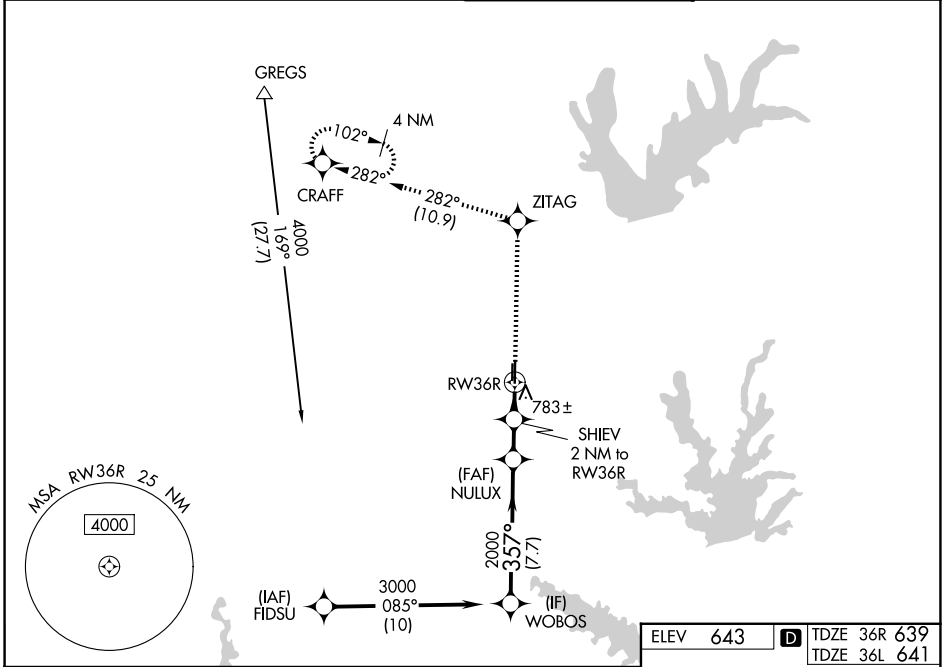 GREGS
4000
169°
(27.7)
102°
4 NM
282°
CRAFF
282°
(10.9)
ZITAG
RW36R
783±
SHIEV
2 NM to
RW36R
(FAF)
NULUX
2000
357°
(7.7)
MSA RW36R 25 NM
4000
(IAF)
FIDSU
3000
085°
(10)
(IF)
WOBOS
ELEV 643
D
TDZE 36R 639
TDZE 36L 641